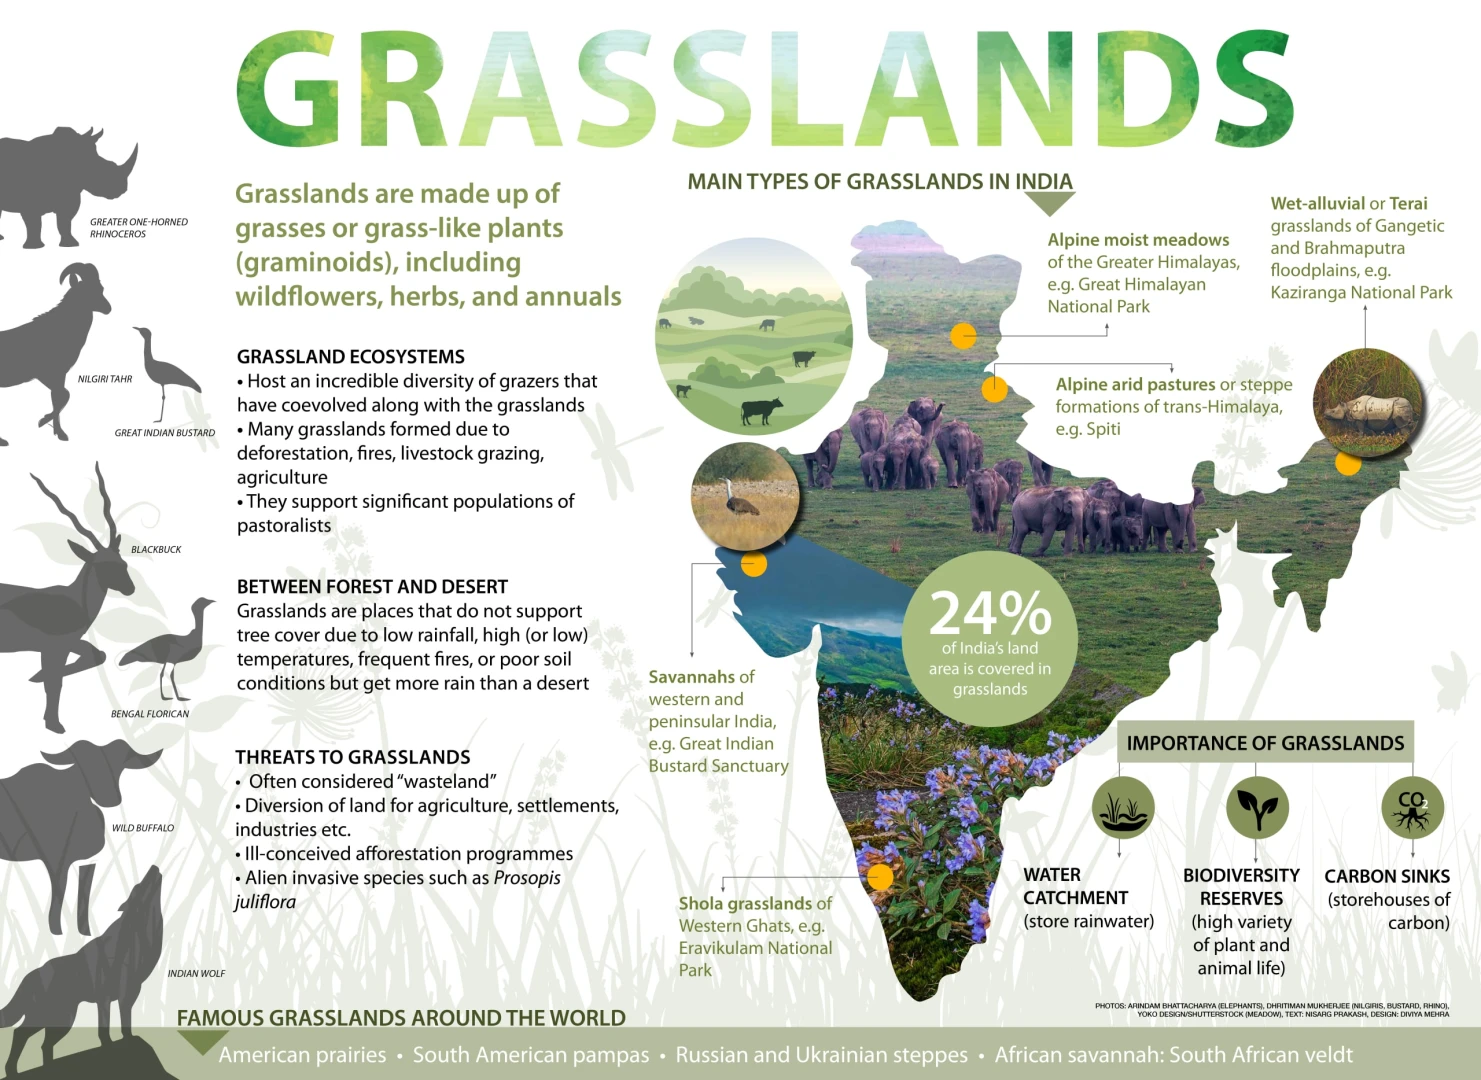 GRASSLANDS
Grasslands are made up of
grasses or grass-like plants
(graminoids), including
wildflowers, herbs, and annuals
GRASSLAND ECOSYSTEMS
• Host an incredible diversity of grazers that
have coevolved along with the grasslands
• Many grasslands formed due to
deforestation, fires, livestock grazing,
agriculture
• They support significant populations of
pastoralists
BETWEEN FOREST AND DESERT
Grasslands are places that do not support
tree cover due to low rainfall, high (or low)
temperatures, frequent fires, or poor soil
conditions but get more rain than a desert
THREATS TO GRASSLANDS
• Often considered “wasteland”
• Diversion of land for agriculture, settlements,
industries etc.
• Ill-conceived afforestation programmes
• Alien invasive species such as Prosopis
juliflora
GREATER ONE-HORNED
RHINOCEROS
NILGIRI TAHR
GREAT INDIAN BUSTARD
BLACKBUCK
BENGAL FLORICAN
WILD BUFFALO
INDIAN WOLF
MAIN TYPES OF GRASSLANDS IN INDIA
Alpine moist meadows
of the Greater Himalayas,
e.g. Great Himalayan
National Park
Wet-alluvial or Terai
grasslands of Gangetic
and Brahmaputra
floodplains, e.g.
Kaziranga National Park
Alpine arid pastures or steppe
formations of trans-Himalaya,
e.g. Spiti
24%
of India’s land
area is covered in
grasslands
Savannahs of
western and
peninsular India,
e.g. Great Indian
Bustard Sanctuary
Shola grasslands of
Western Ghats, e.g.
Eravikulam National
Park
IMPORTANCE OF GRASSLANDS
CO2
WATER
CATCHMENT
(store rainwater)
BIODIVERSITY
RESERVES
(high variety
of plant and
animal life)
CARBON SINKS
(storehouses of
carbon)
PHOTOS: ARINDAM BHATTACHARYA (ELEPHANTS), DHRITIMAN MUKHERJEE (NILGIRIS, BUSTARD, RHINO),
YOKO DESIGN/SHUTTERSTOCK (MEADOW), TEXT: NISARG PRAKASH, DESIGN: DIVIYA MEHRA
FAMOUS GRASSLANDS AROUND THE WORLD
American prairies • South American pampas • Russian and Ukrainian steppes • African savannah: South African veldt